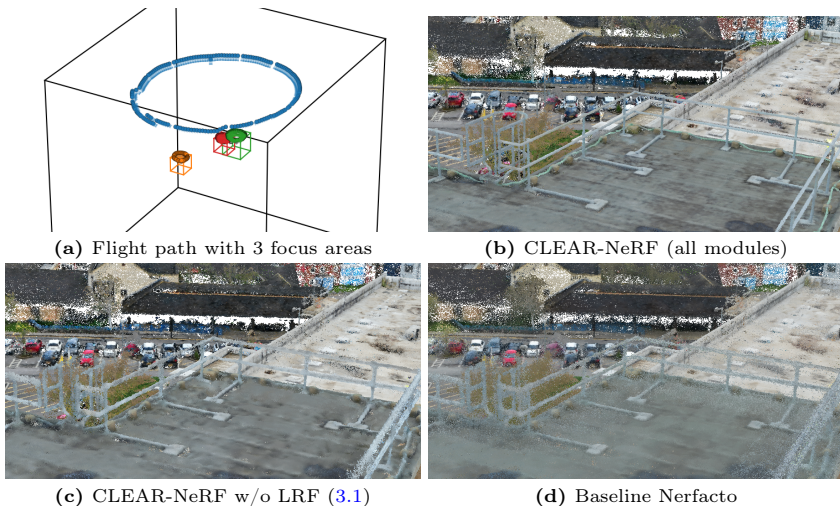 (a) Flight path with 3 focus areas
(b) CLEAR-NeRF (all modules)
(c) CLEAR-NeRF w/o LRF (3.1)
(d) Baseline Nerfacto